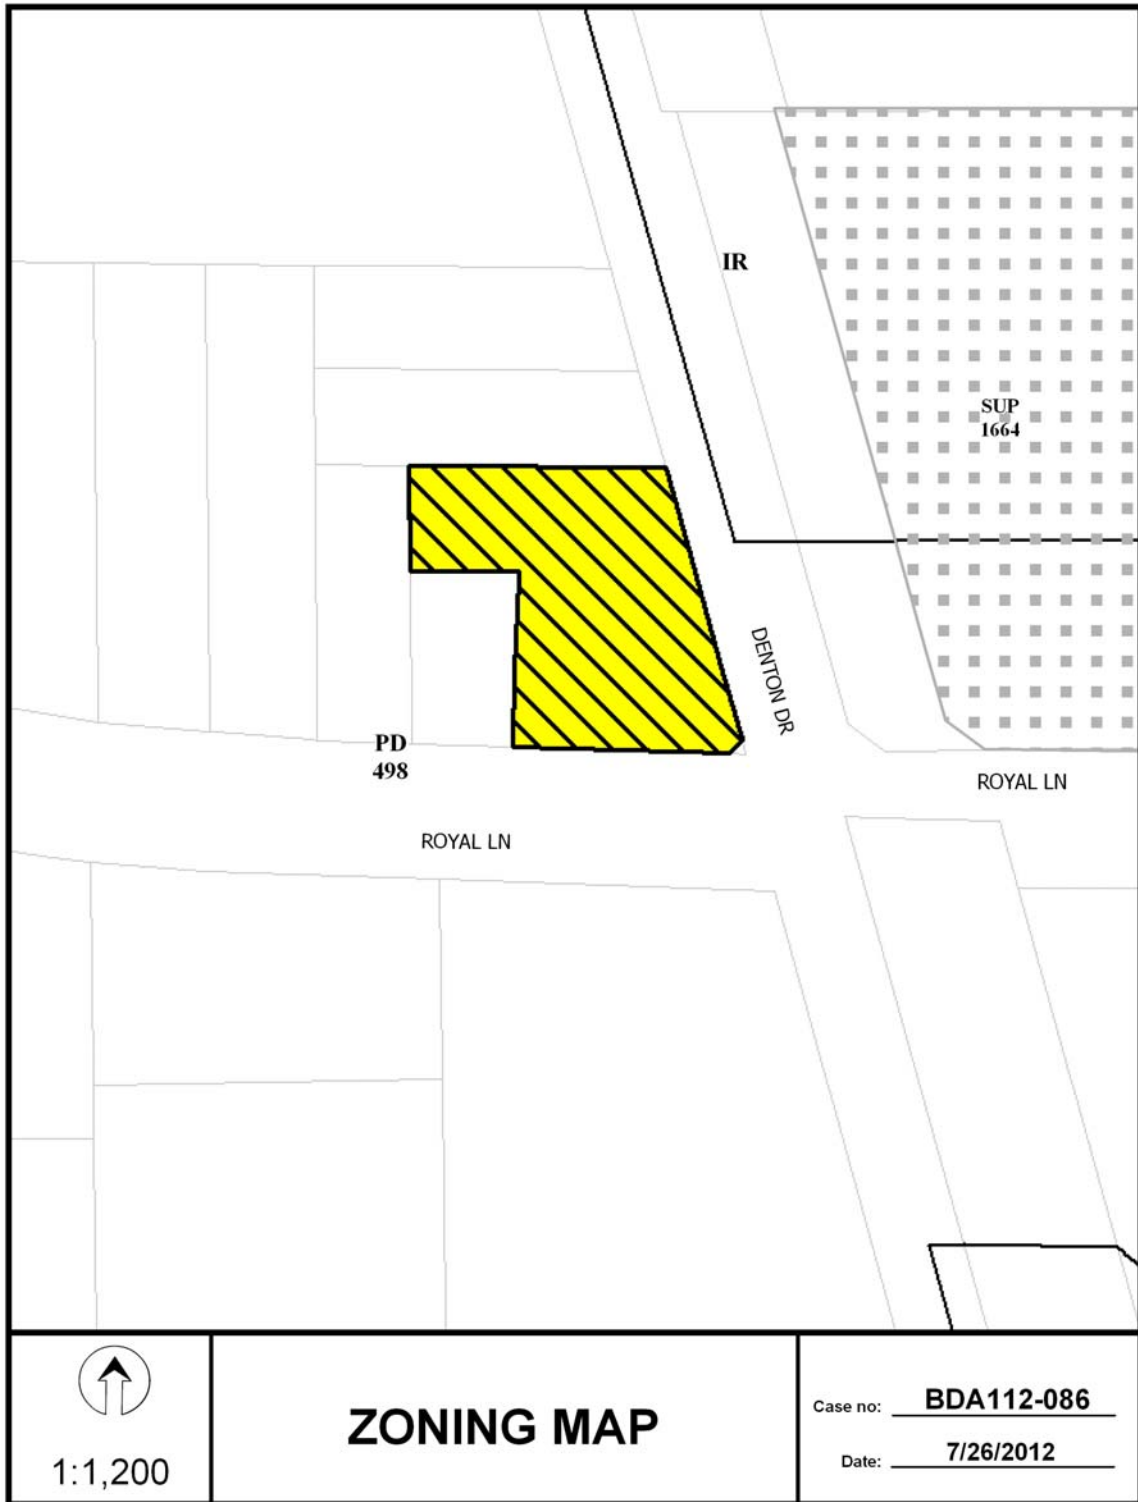 IR
SUP
1664
DENTON DR
PD
498
ROYAL LN
ROYAL LN
1:1,200
ZONING MAP
Case no: BDA112-086
Date: 7/26/2012